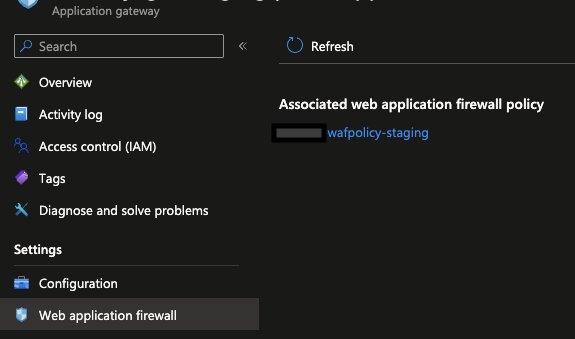 Application gateway
Search
Refresh
Overview
Associated web application firewall policy
Activity log
wafpolicy-staging
Access control (IAM)
Tags
Diagnose and solve problems
Settings
Configuration
Web application firewall